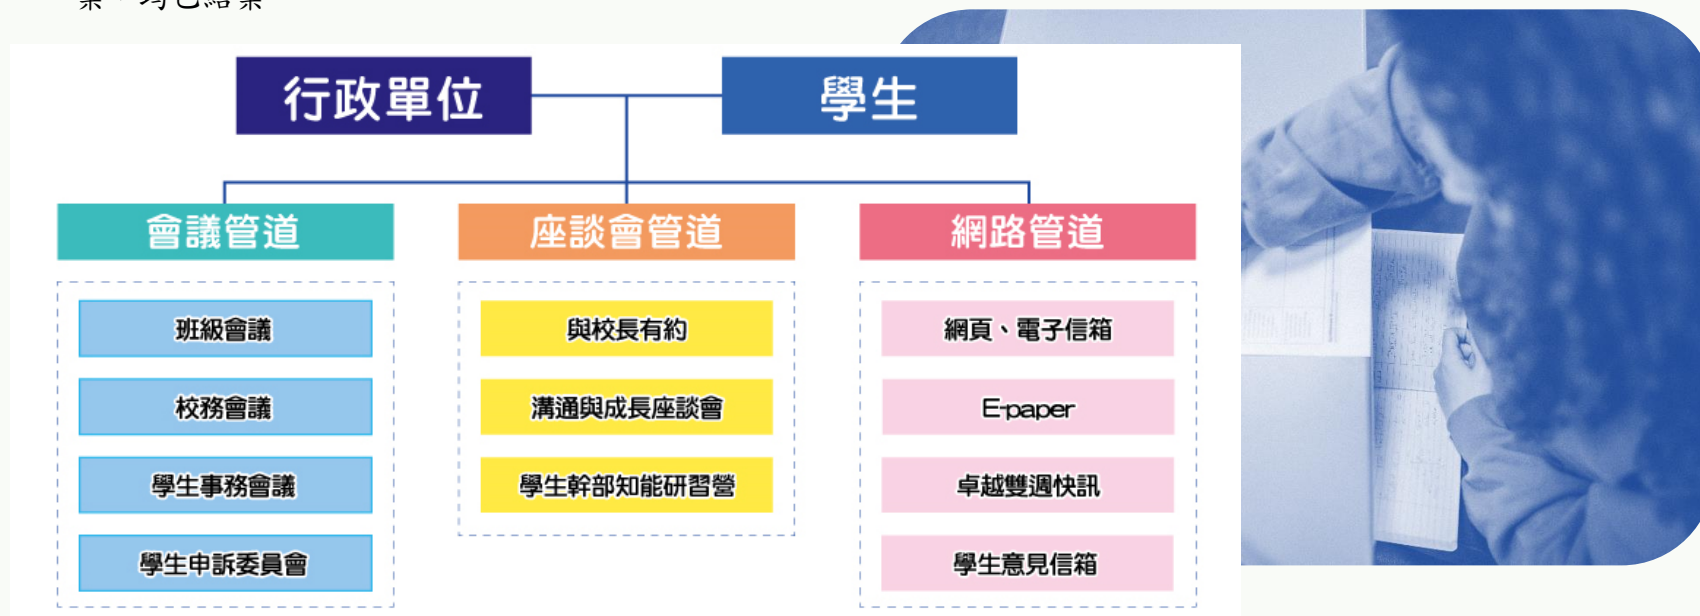 行政單位
學生
會議管道
班級會議
校務會議
學生事務會議
學生申訴委員會
座談會管道
與校長有約
溝通與成長座談會
學生幹部知能研習營
網路管道
網頁、電子信箱
E-paper
卓越雙週快訊
學生意見信箱